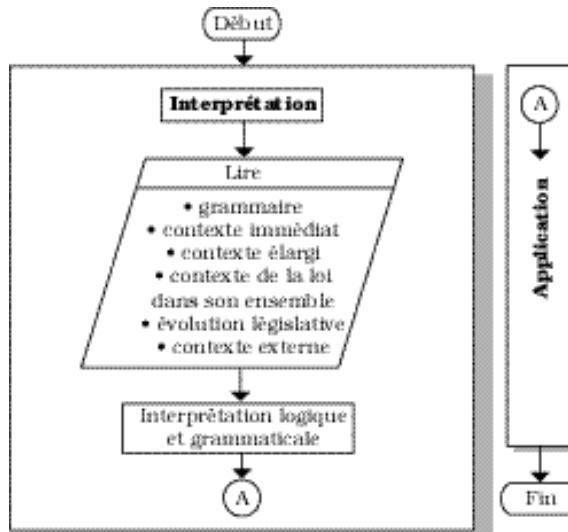 Début
Interprétation
Lire
• grammaire
• contexte immédiat
• contexte élargi
• contexte de la loi
dans son ensemble
• évolution législative
• contexte externe
Interprétation logique
et grammaticale
A
A
Application
Fin